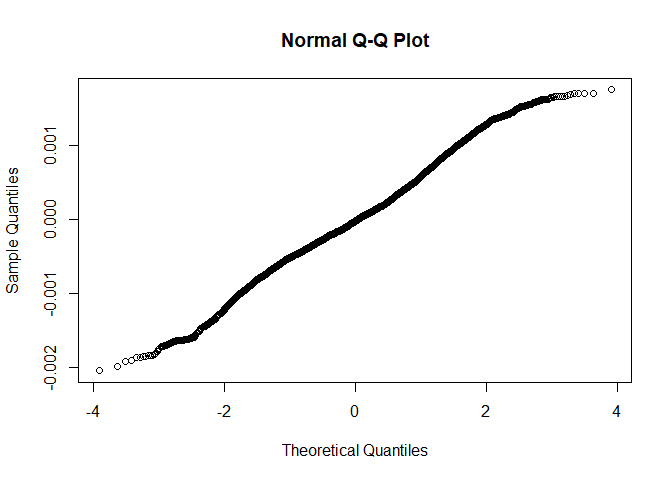 Normal Q-Q Plot
Sample Quantiles
0.001
0.000
-0.001
-0.002
-4 -2 0 2 4
Theoretical Quantiles